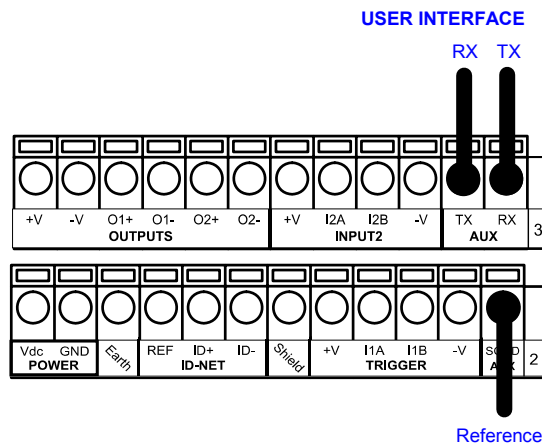 USER INTERFACE
RX TX
+V -V O1+ O1- O2+ O2- +V I2A I2B -V TX RX
OUTPUTS INPUT2 AUX 3
Vdc GND Earth REF ID+ ID- Shield +V I1A I1B -V
POWER ID-NET TRIGGER 2
Reference